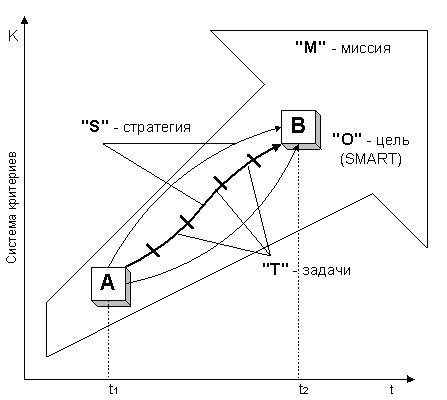 K
"M" - миссия
"S" - стратегия
B
"O" - цель
(SMART)
Система критериев
A
"T" - задачи
t1
t2
t